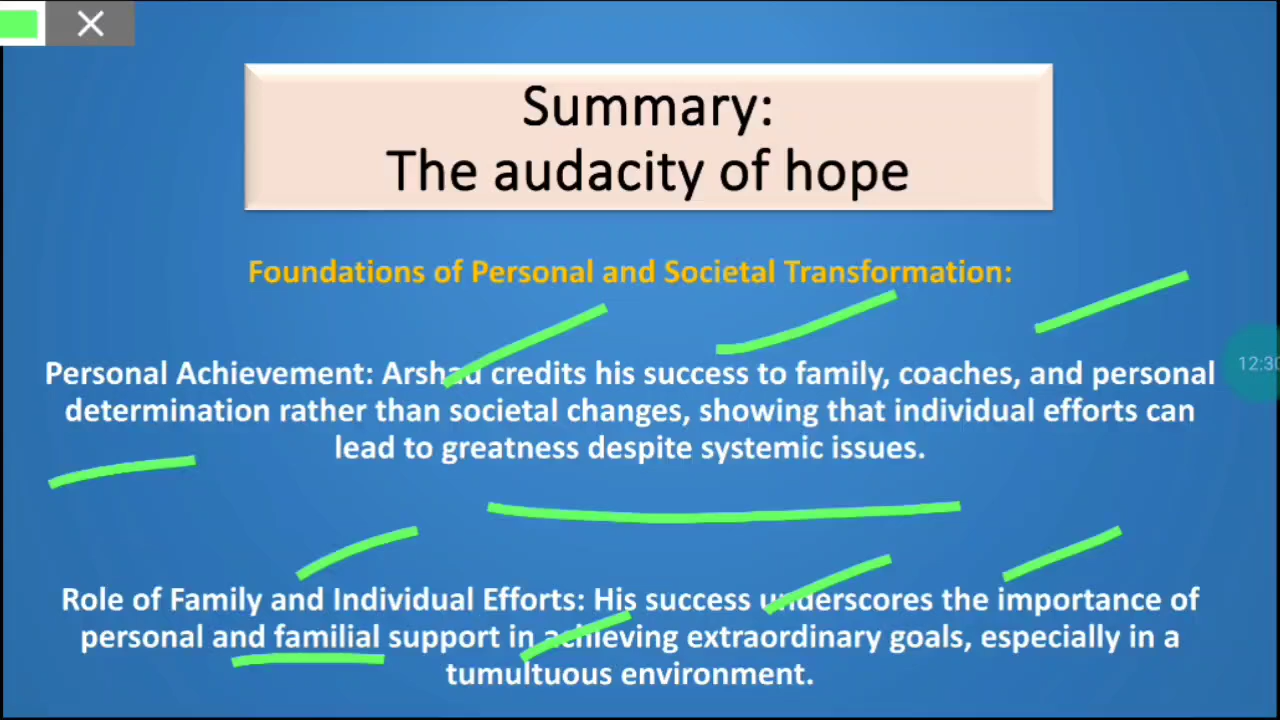 Summary:
The audacity of hope
Foundations of Personal and Societal Transformation:
Personal Achievement: Arshad credits his success to family, coaches, and personal
12:30
determination rather than societal changes, showing that individual efforts can
lead to greatness despite systemic issues.
Role of Family and Individual Efforts: His success underscores the importance of
personal and familial support in achieving extraordinary goals, especially in a
tumultuous environment.